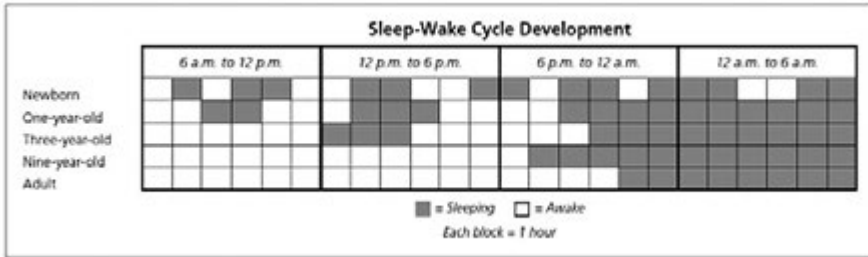 Sleep-Wake Cycle Development
6 a.m. to 12 p.m. 12 p.m. to 6 p.m. 6 p.m. to 12 a.m. 12 a.m. to 6 a.m.
Newborn
One-year-old
Three-year-old
Nine-year-old
Adult
= Sleeping = Awake
Each block = 1 hour